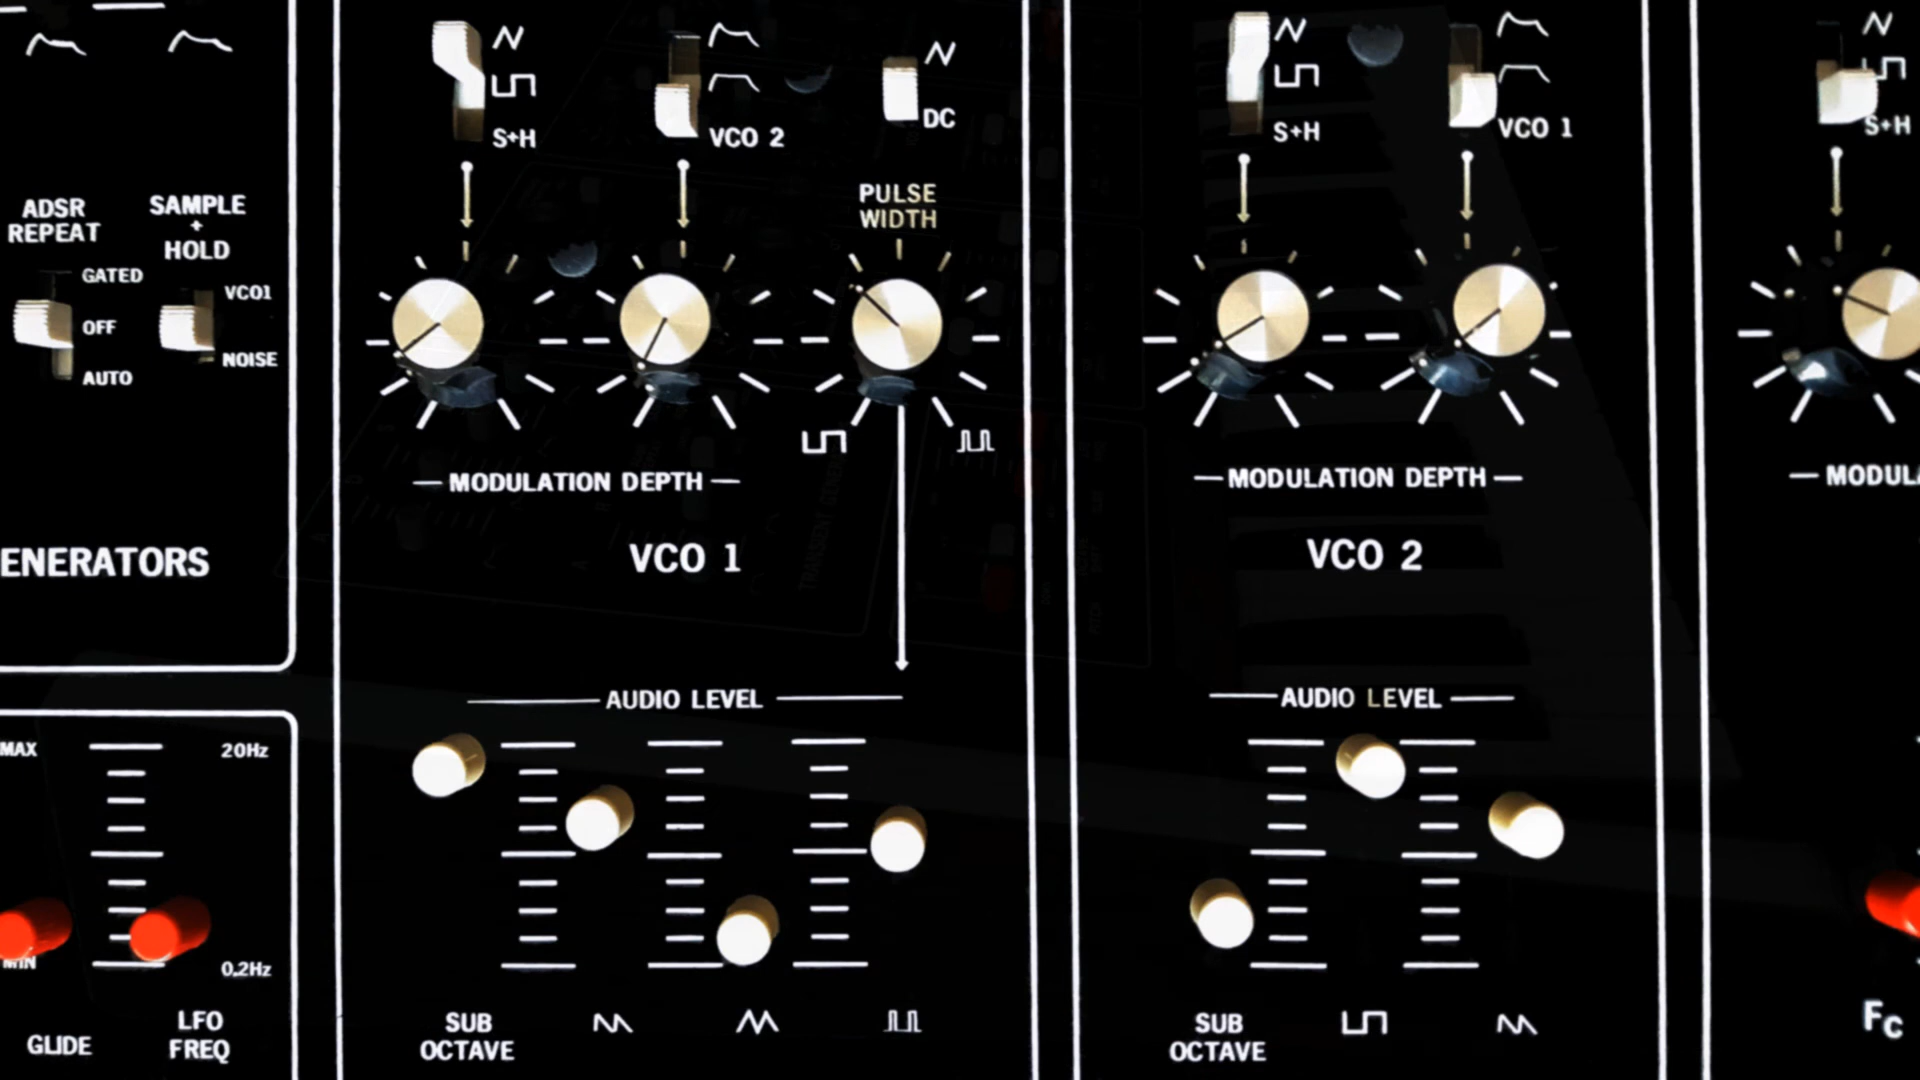 ADSR
REPEAT
GATED
OFF
AUTO
SAMPLE
+
HOLD
VCO1
NOISE
ENERATORS
MAX
MIN
20Hz
0.2Hz
GLIDE
LFO
FREQ
S+H
VCO 2
DC
PULSE
WIDTH
MODULATION DEPTH
VCO 1
AUDIO LEVEL
SUB
OCTAVE
S+H
VCO 1
MODULATION DEPTH
VCO 2
AUDIO LEVEL
SUB
OCTAVE
S+H
MODUL
Fc